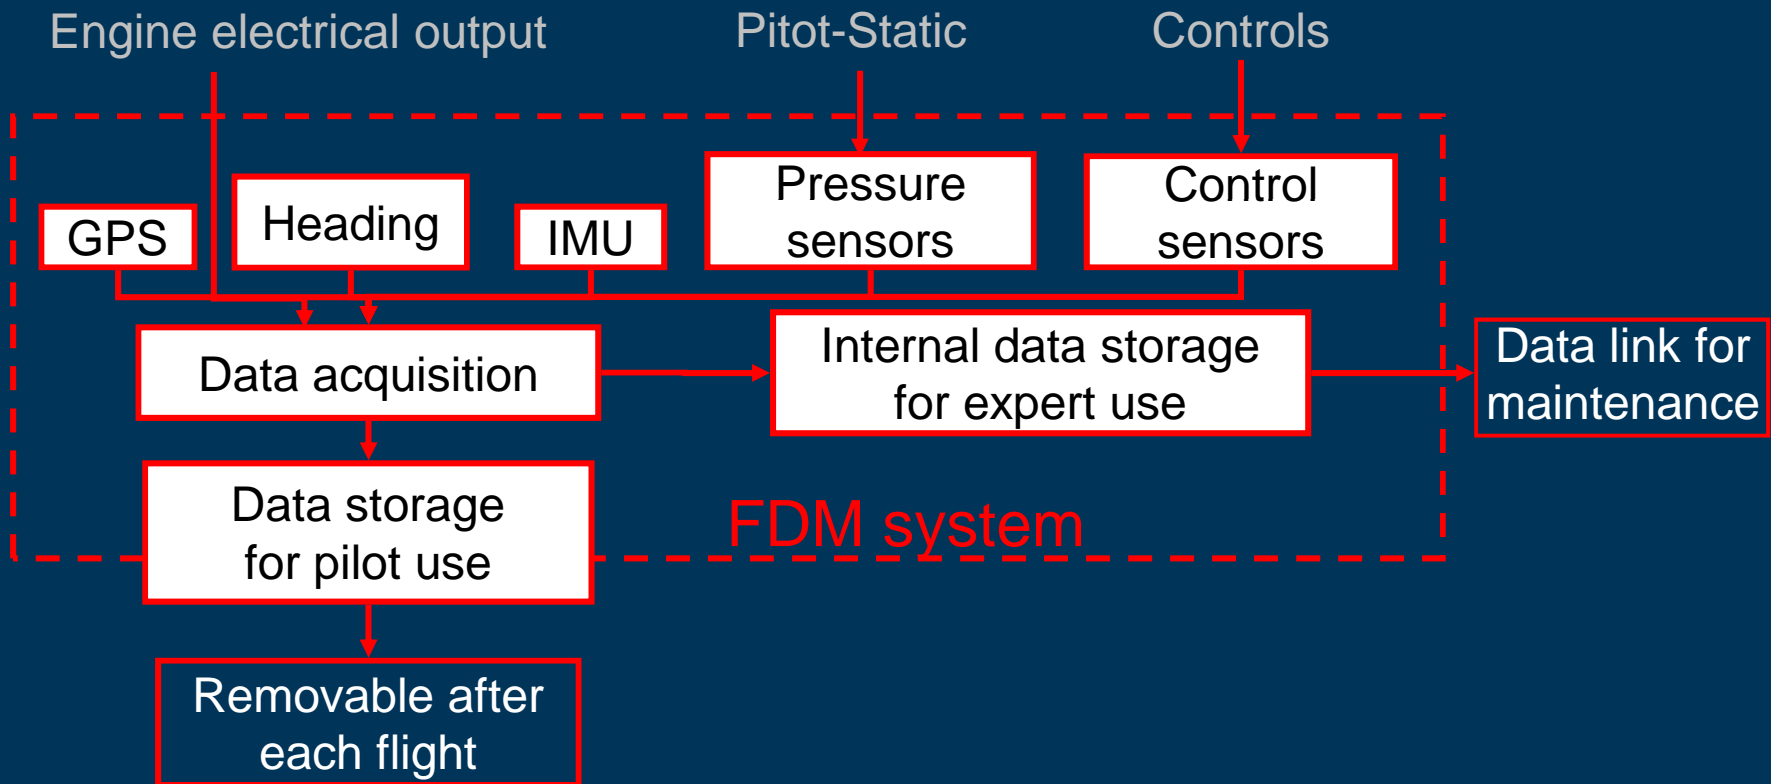 Engine electrical output
Pitot-Static
Controls
GPS
Heading
IMU
Pressure
sensors
Control
sensors
Data acquisition
Internal data storage
for expert use
Data link for
maintenance
Data storage
for pilot use
FDM system
Removable after
each flight